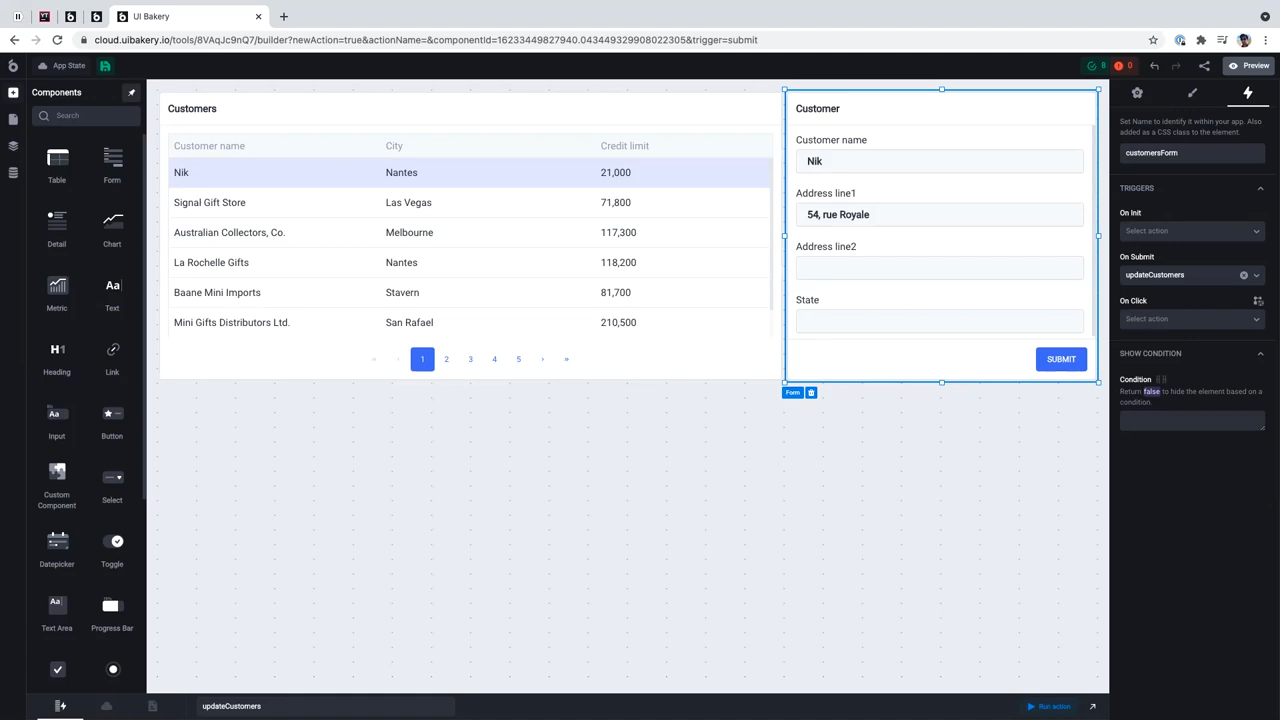 UI Bakery
cloud.uibakery.io/tools/8VAqJc9nQ7/builder?newAction=true&actionName=&componentId=16233449827940.043449329908022305&trigger=submit
App State
8
0
Preview
Components
Search
Table
Form
Detail
Chart
Metric
Aa
Text
H1
Heading
Link
Aa
Input
Button
Custom
Component
Select
Datepicker
Toggle
Aa
Text Area
Progress Bar
Customers
Customer name City Credit limit
Nik Nantes 21,000
Signal Gift Store Las Vegas 71,800
Australian Collectors, Co. Melbourne 117,300
La Rochelle Gifts Nantes 118,200
Baane Mini Imports Stavern 81,700
Mini Gifts Distributors Ltd. San Rafael 210,500
« ‹ 1 2 3 4 5 › »
Customer
Customer name
Nik
Address line1
54, rue Royale
Address line2
State
SUBMIT
Form
Set Name to identify it within your app. Also
added as a CSS class to the element.
customersForm
TRIGGERS
On Init
Select action
On Submit
updateCustomers
On Click
Select action
SHOW CONDITION
Condition
Return false to hide the element based on a
condition.
updateCustomers
Run action